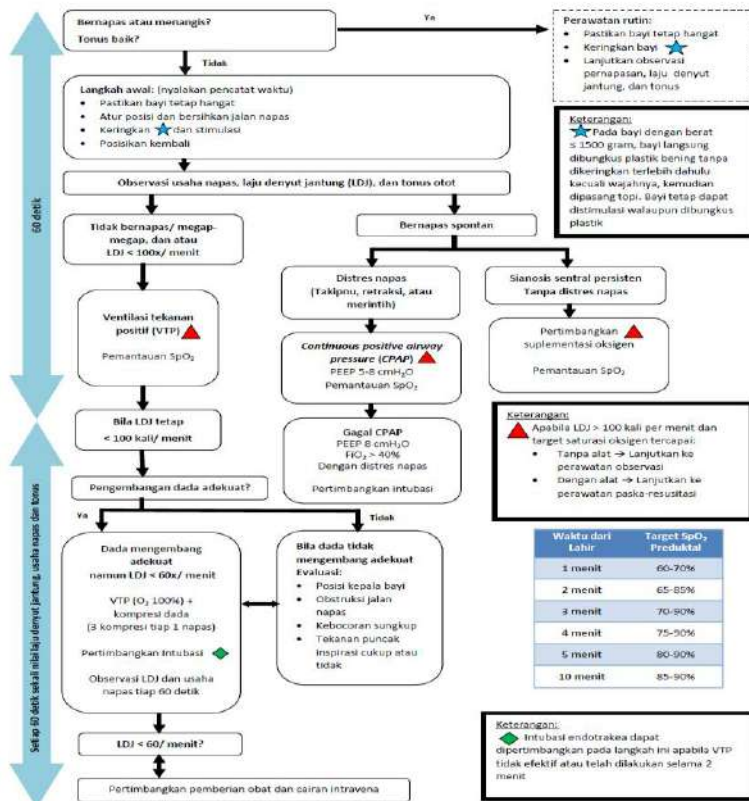 Bernapas atau menangis?
Tonus baik?
Ya
Perawatan rutin:
• Pastikan bayi tetap hangat
• Keringkan bayi
• Lanjutkan observasi
pernapasan, laju denyut
jantung, dan tonus
Tidak
Langkah awal: (nyalakan pencatat waktu)
• Pastikan bayi tetap hangat
• Atur posisi dan bersihkan jalan napas
• Keringkan dan stimulasi
• Posisikan kembali
Keterangan:
Pada bayi dengan berat
≤ 1500 gram, bayi langsung
dibungkus plastik bening tanpa
dikeringkan terlebih dahulu
kecuali wajahnya, kemudian
dipasang topi. Bayi tetap dapat
distimulasi walaupun dibungkus
plastik
Observasi usaha napas, laju denyut jantung (LDJ), dan tonus otot
60 detik
Tidak bernapas/ megap-
megap, dan atau
LDJ < 100x/ menit
Bernapas spontan
Distres napas
(Takipnu, retraksi, atau
merintih)
Sianosis sentral persisten
Tanpa distres napas
Ventilasi tekanan
positif (VTP)
Pemantauan SpO₂
Continuous positive airway
pressure (CPAP)
PEEP 5-8 cmH₂O
Pemantauan SpO₂
Pertimbangkan
suplementasi oksigen
Pemantauan SpO₂
Bila LDJ tetap
< 100 kali/ menit
Gagal CPAP
PEEP 8 cmH₂O
FiO₂ > 40%
Dengan distres napas
Pertimbangkan intubasi
Keterangan:
Apabila LDJ > 100 kali per menit dan
target saturasi oksigen tercapai:
• Tanpa alat → Lanjutkan ke
perawatan observasi
• Dengan alat → Lanjutkan ke
perawatan paska-resusitasi
Pengembangan dada adekuat?
Ya
Tidak
Setiap 60 detik sekali nilai laju denyut jantung, usaha napas dan tonus
Dada mengembang
adekuat
namun LDJ < 60x/ menit
VTP (O₂ 100%) +
kompresi dada
(3 kompresi tiap 1 napas)
Pertimbangkan Intubasi
Observasi LDJ dan usaha
napas tiap 60 detik
Bila dada tidak
mengembang adekuat
Evaluasi:
• Posisi kepala bayi
• Obstruksi jalan
napas
• Kebocoran sungkup
• Tekanan puncak
inspirasi cukup atau
tidak
Waktu dari Lahir Target SpO₂ Preduktal
1 menit 60-70%
2 menit 65-85%
3 menit 70-90%
4 menit 75-90%
5 menit 80-90%
10 menit 85-90%
LDJ < 60/ menit?
Pertimbangkan pemberian obat dan cairan intravena
Keterangan:
Intubasi endotrakea dapat
dipertimbangkan pada langkah ini apabila VTP
tidak efektif atau telah dilakukan selama 2
menit